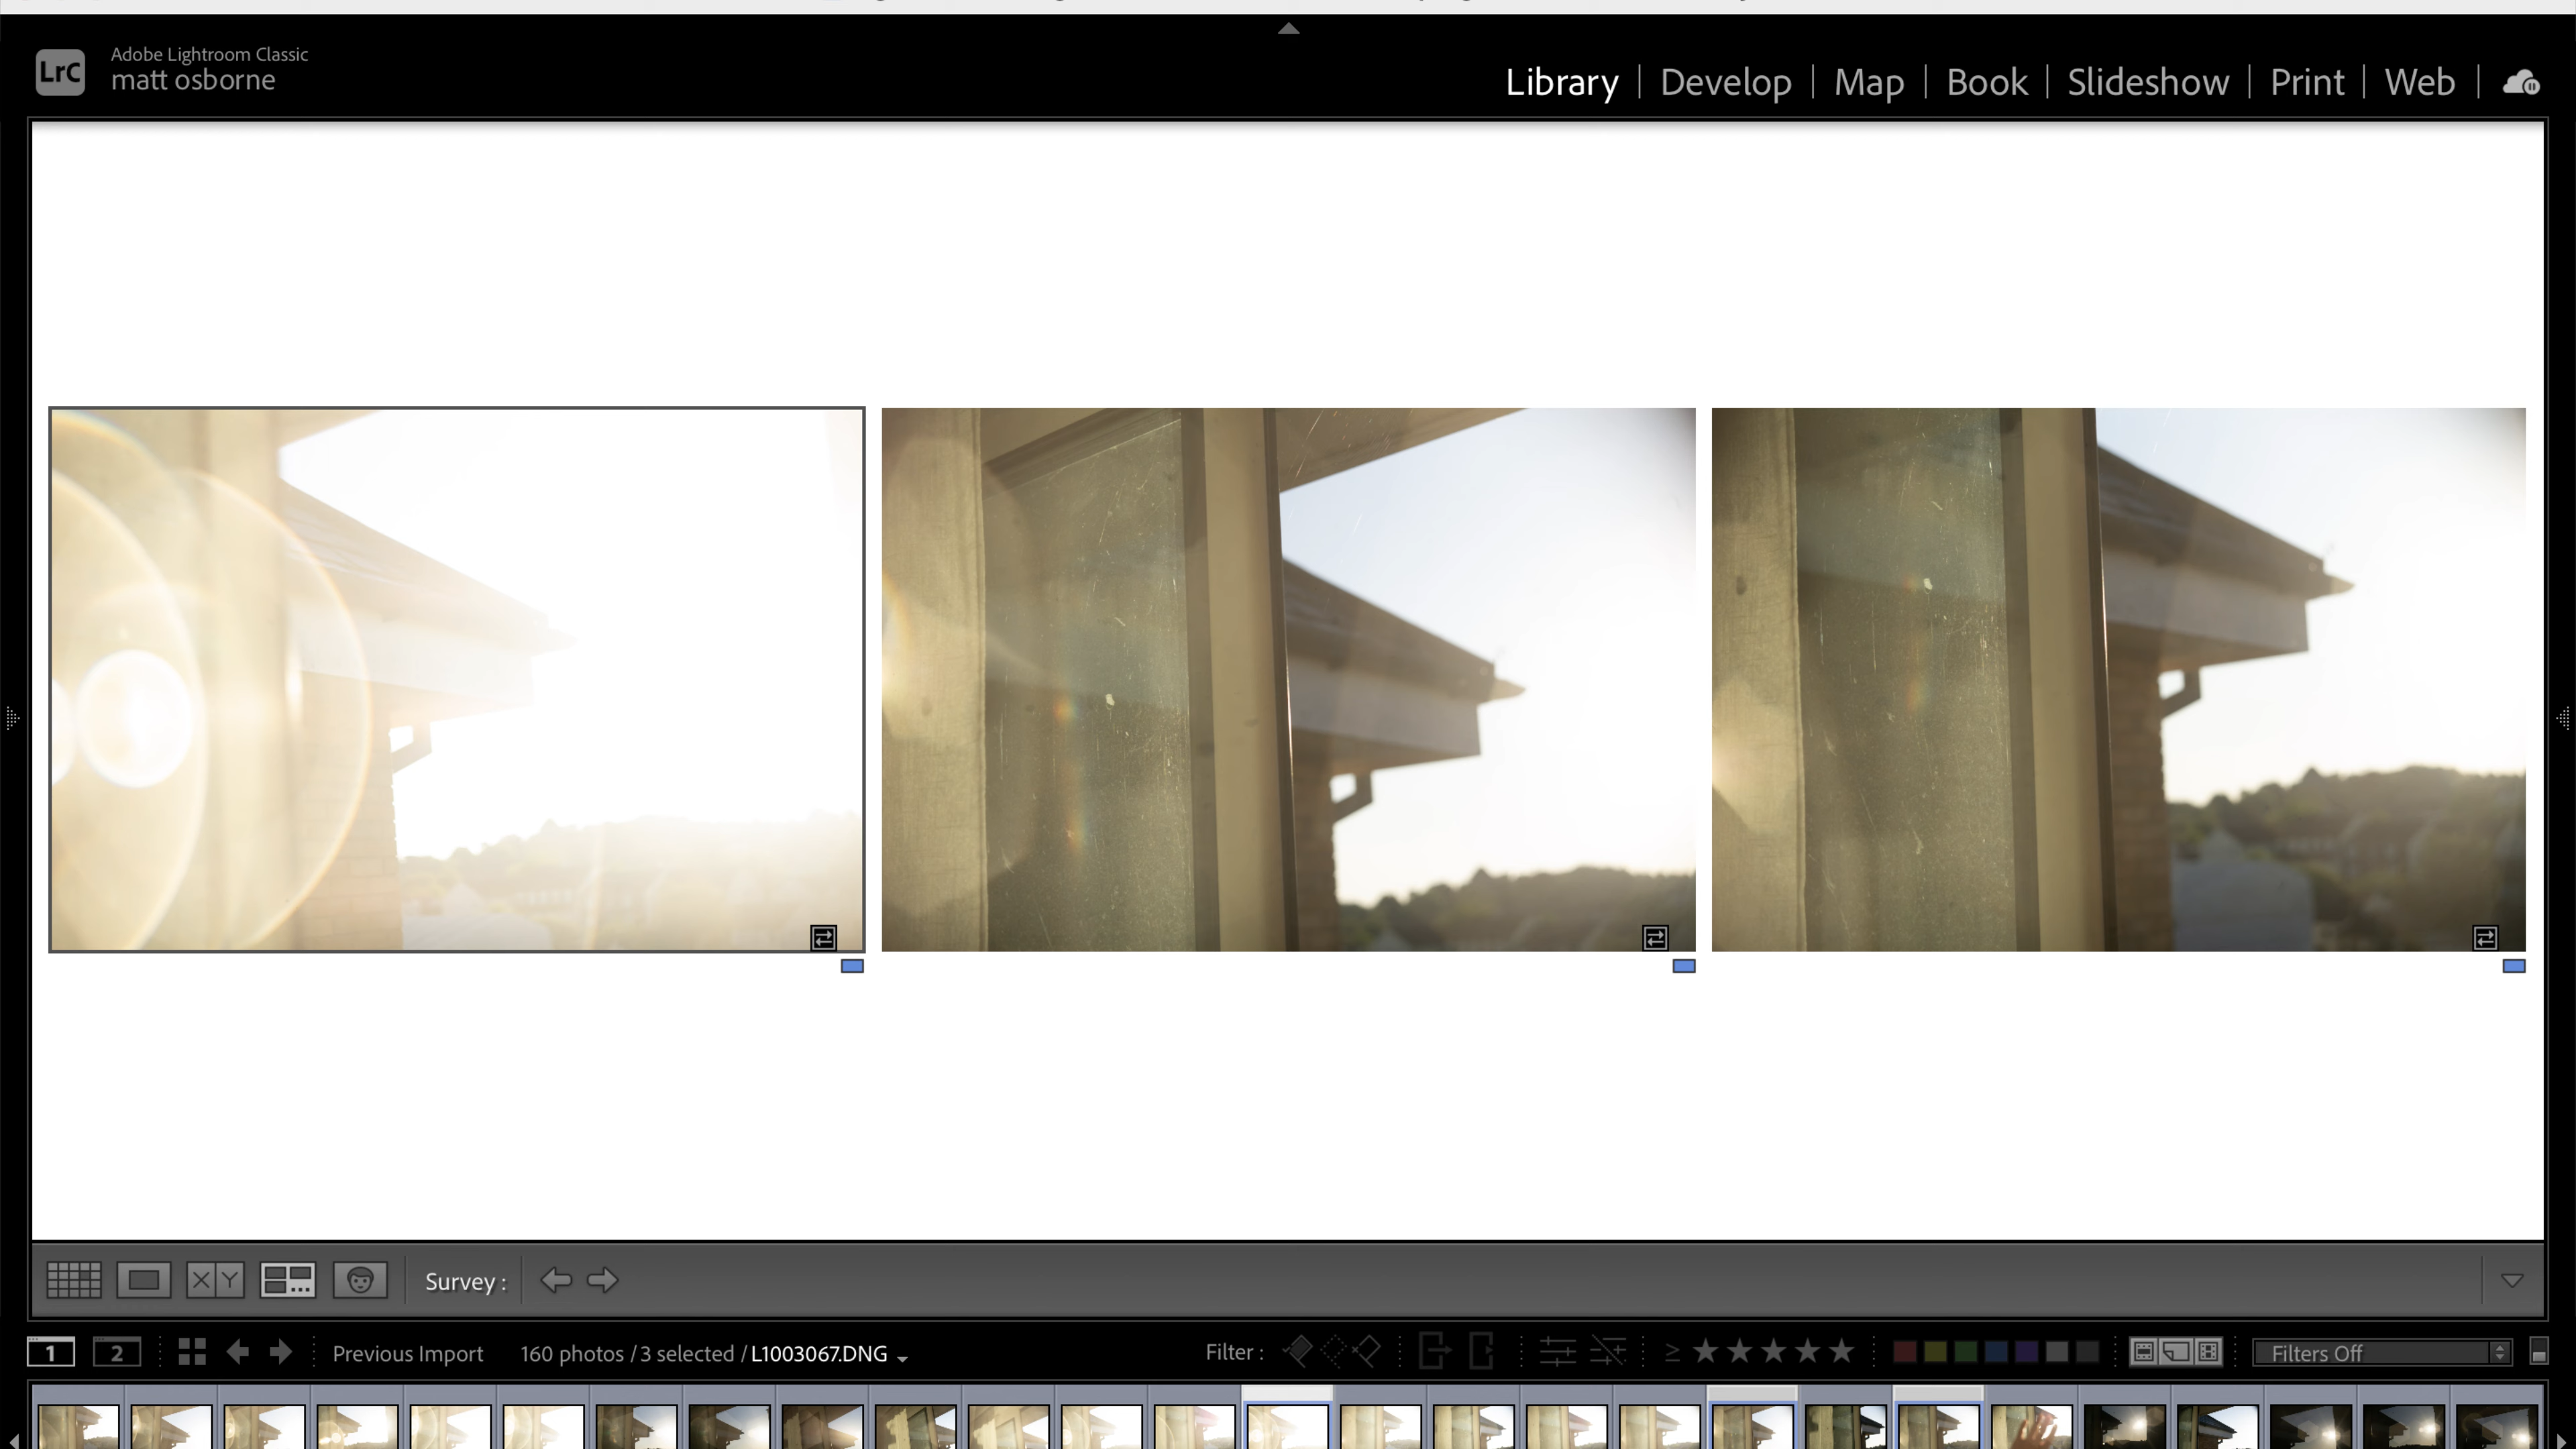 LrC
Adobe Lightroom Classic
matt osborne
Library | Develop | Map | Book | Slideshow | Print | Web
X Y
Survey :
1 2
Previous Import 160 photos / 3 selected / L1003067.DNG
Filter : ≥ ★ ★ ★ ★ ★
Filters Off